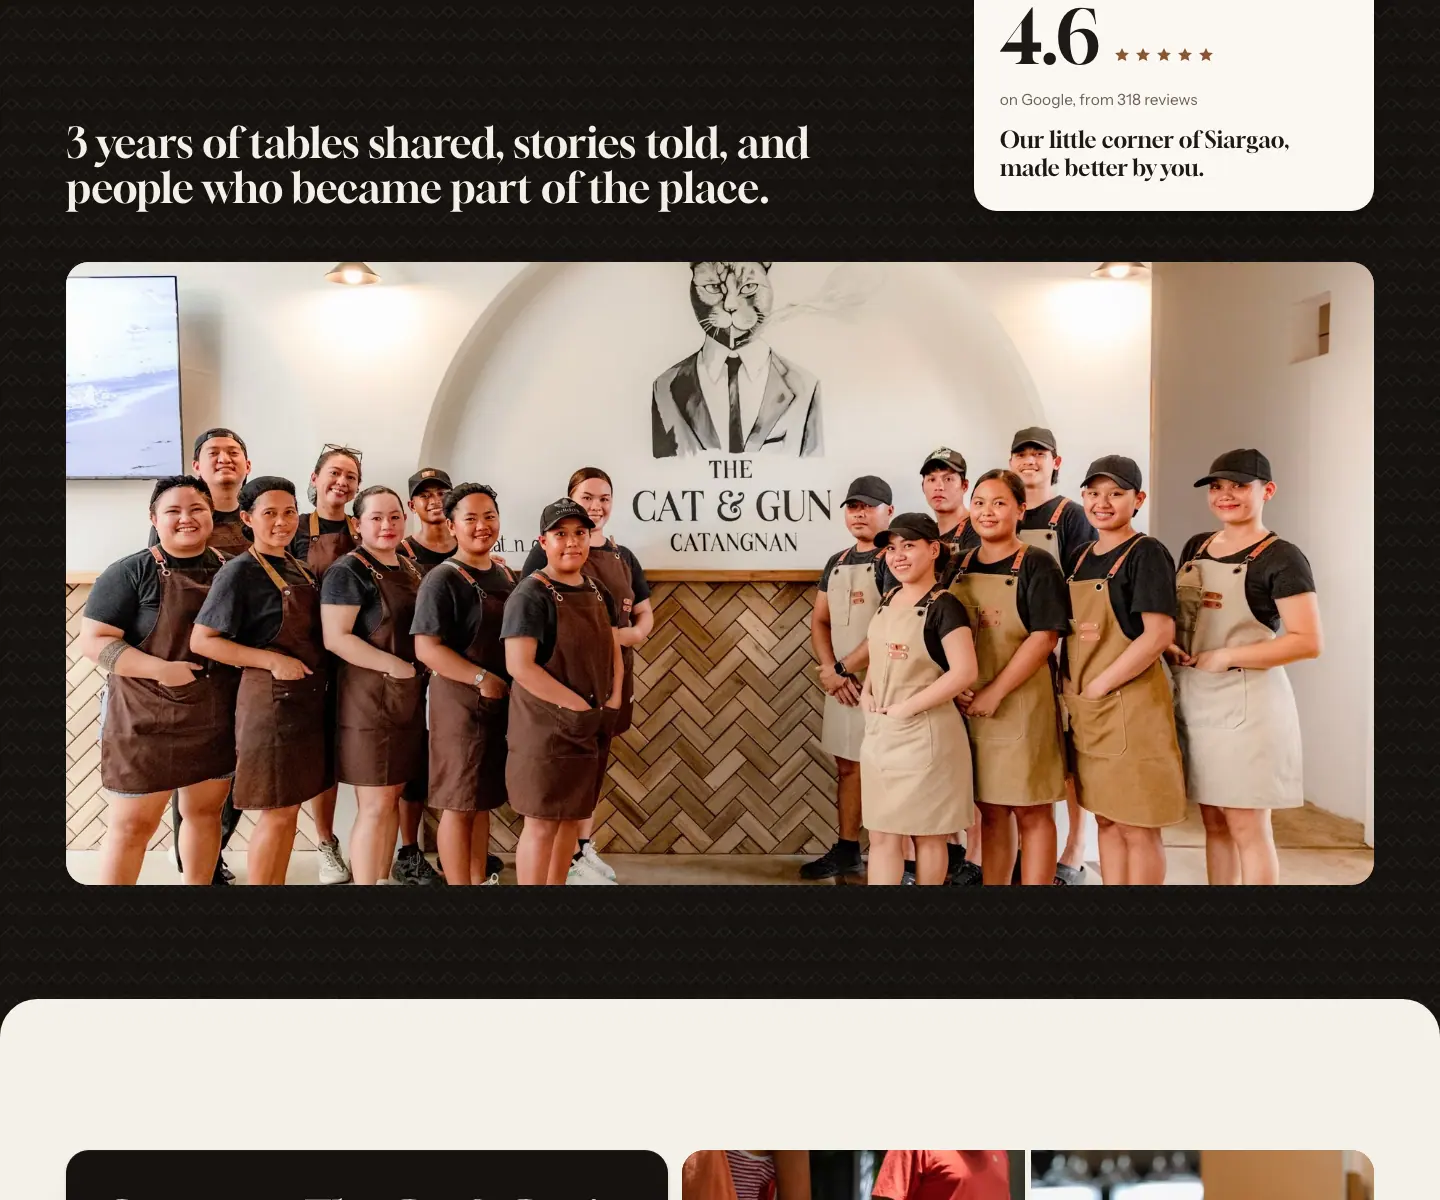 4.6
on Google, from 318 reviews
Our little corner of Siargao,
made better by you.
3 years of tables shared, stories told, and
people who became part of the place.
THE
CAT & GUN
CATANGNAN